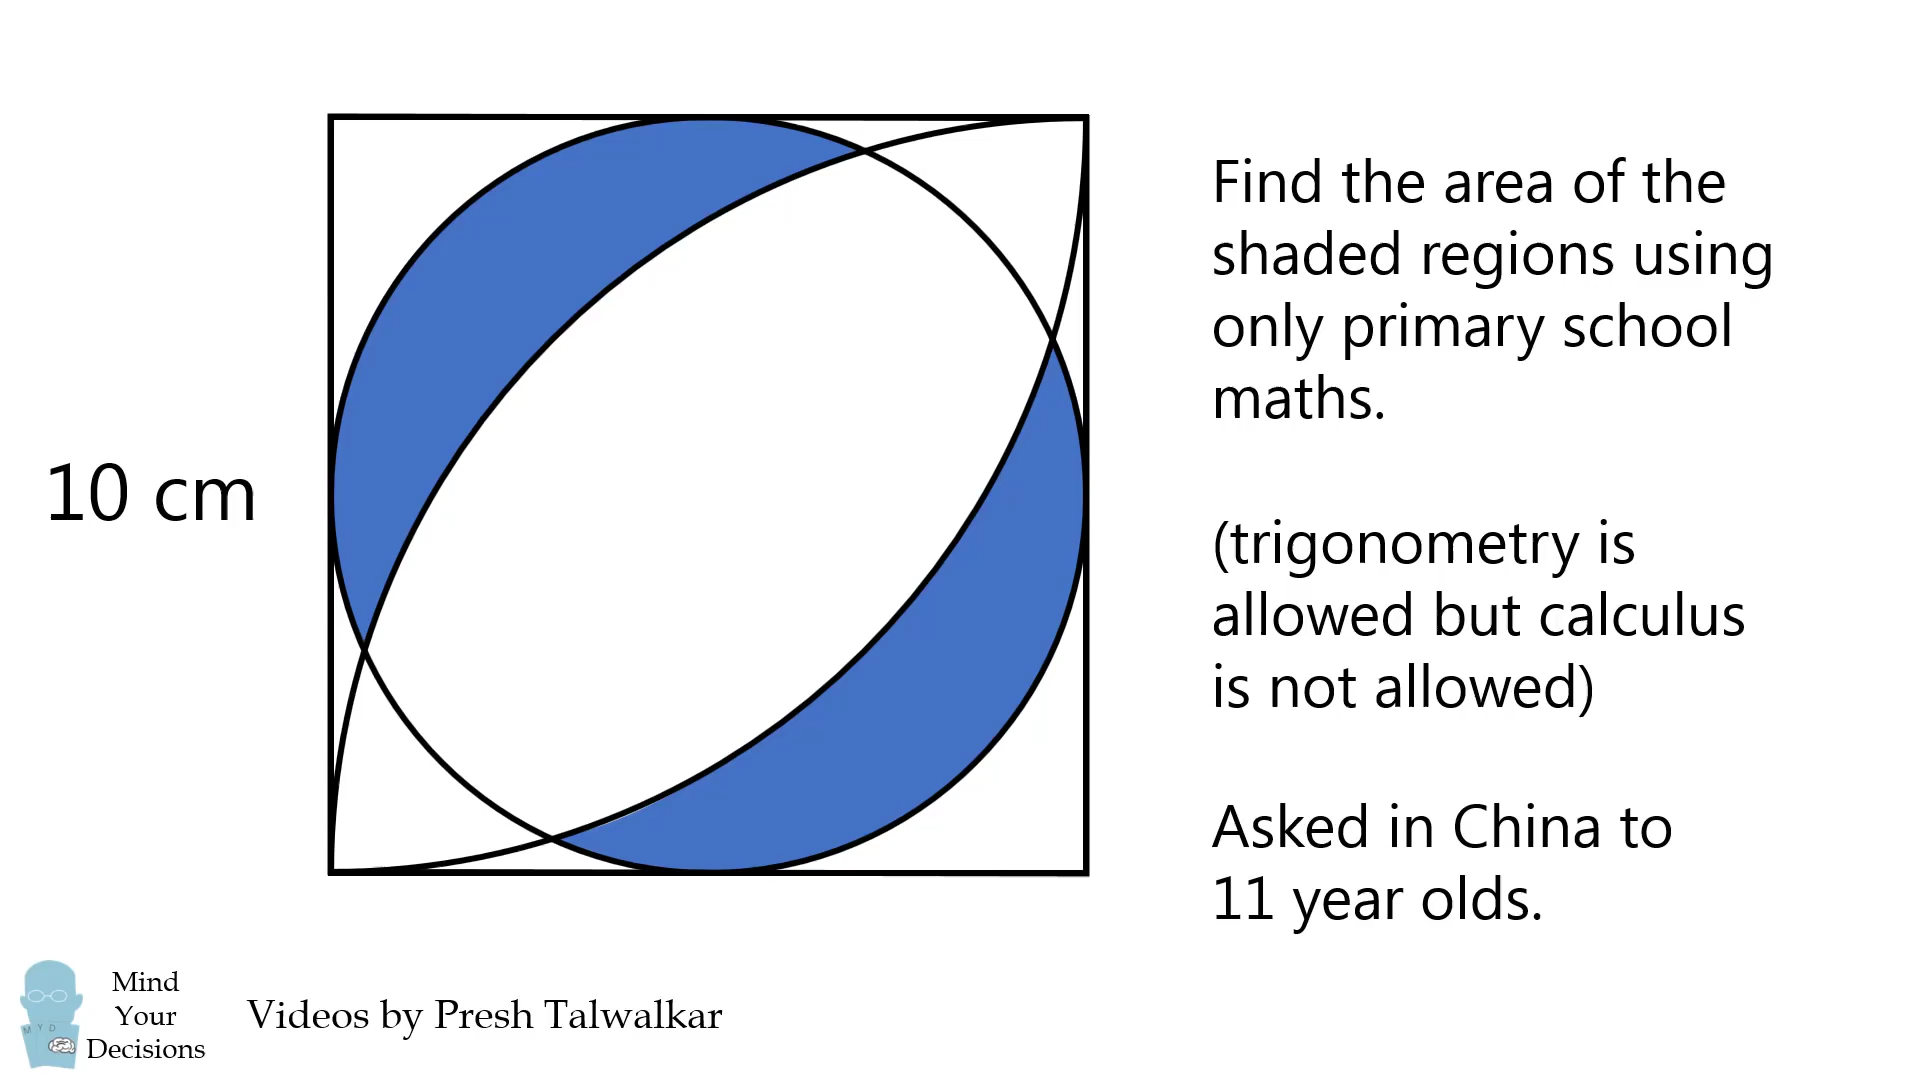 10 cm
Find the area of the
shaded regions using
only primary school
maths.
(trigonometry is
allowed but calculus
is not allowed)
Asked in China to
11 year olds.
M Y D
Mind
Your
Decisions
Videos by Presh Talwalkar